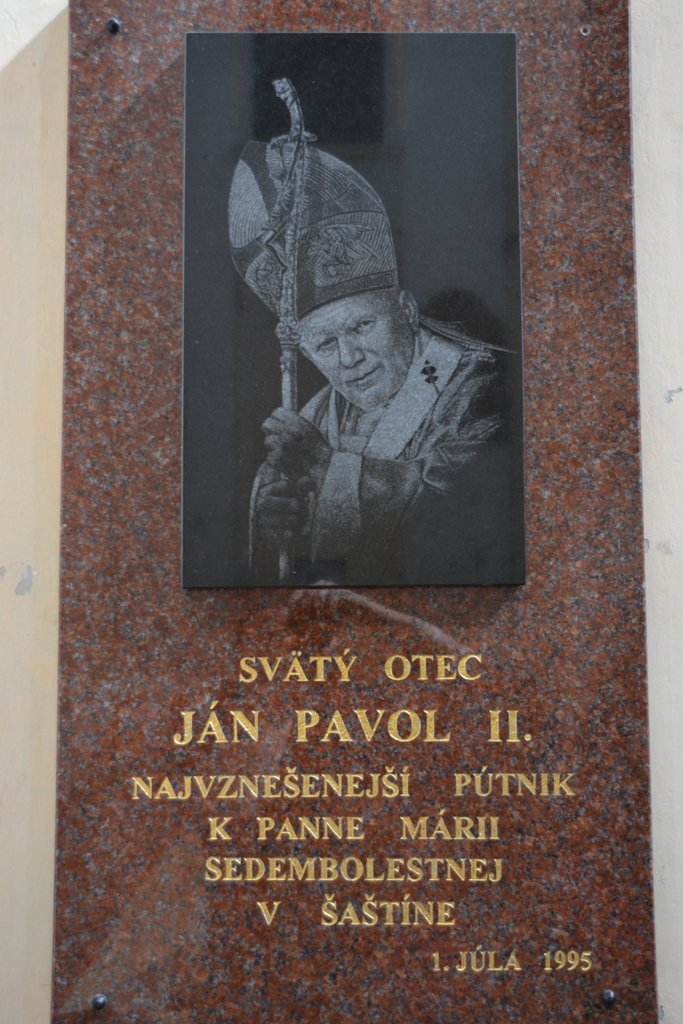 SVÄTÝ OTEC
JÁN PAVOL II.
NAJVZNEŠENEJŠÍ PÚTNIK
K PANNE MÁRII
SEDEMBOLESTNEJ
V ŠAŠTÍNE
1. JÚLA 1995